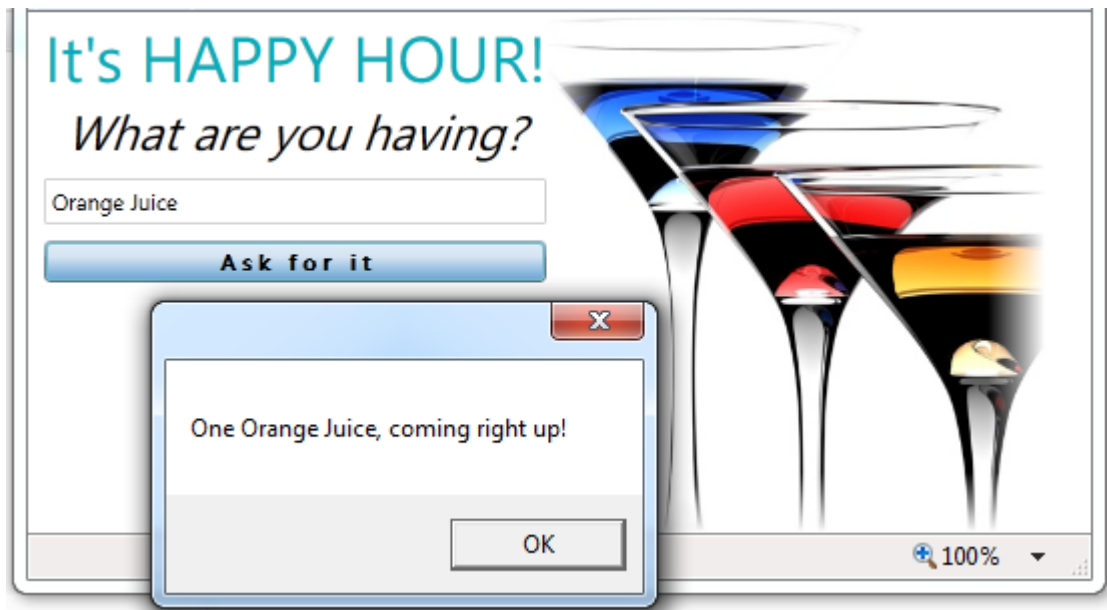 It's HAPPY HOUR!
What are you having?
Orange Juice
Ask for it
One Orange Juice, coming right up!
OK
100%